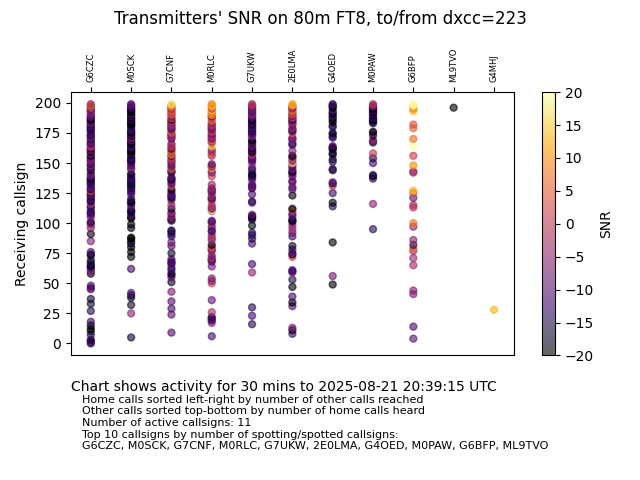 Transmitters' SNR on 80m FT8, to/from dxcc=223
G6CZC M0SCK G7CNF M0RLC G7UKW 2E0LMA G4OED M0PAW G6BFP ML9TVO G4MHJ
200
175
150
125
100
75
50
25
0
Receiving callsign
20
15
10
5
0
−5
−10
−15
−20
SNR
Chart shows activity for 30 mins to 2025-08-21 20:39:15 UTC
Home calls sorted left-right by number of other calls reached
Other calls sorted top-bottom by number of home calls heard
Number of active callsigns: 11
Top 10 callsigns by number of spotting/spotted callsigns:
G6CZC, M0SCK, G7CNF, M0RLC, G7UKW, 2E0LMA, G4OED, M0PAW, G6BFP, ML9TVO